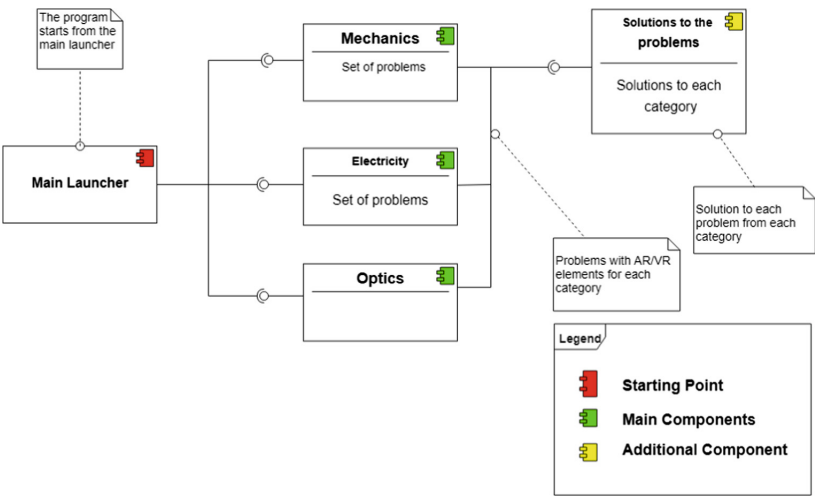 The program
starts from the
main launcher
Main Launcher
Mechanics
Set of problems
Electricity
Set of problems
Optics
Solutions to the
problems
Solutions to each
category
Solution to each
problem from each
category
Problems with AR/VR
elements for each
category
Legend
Starting Point
Main Components
Additional Component